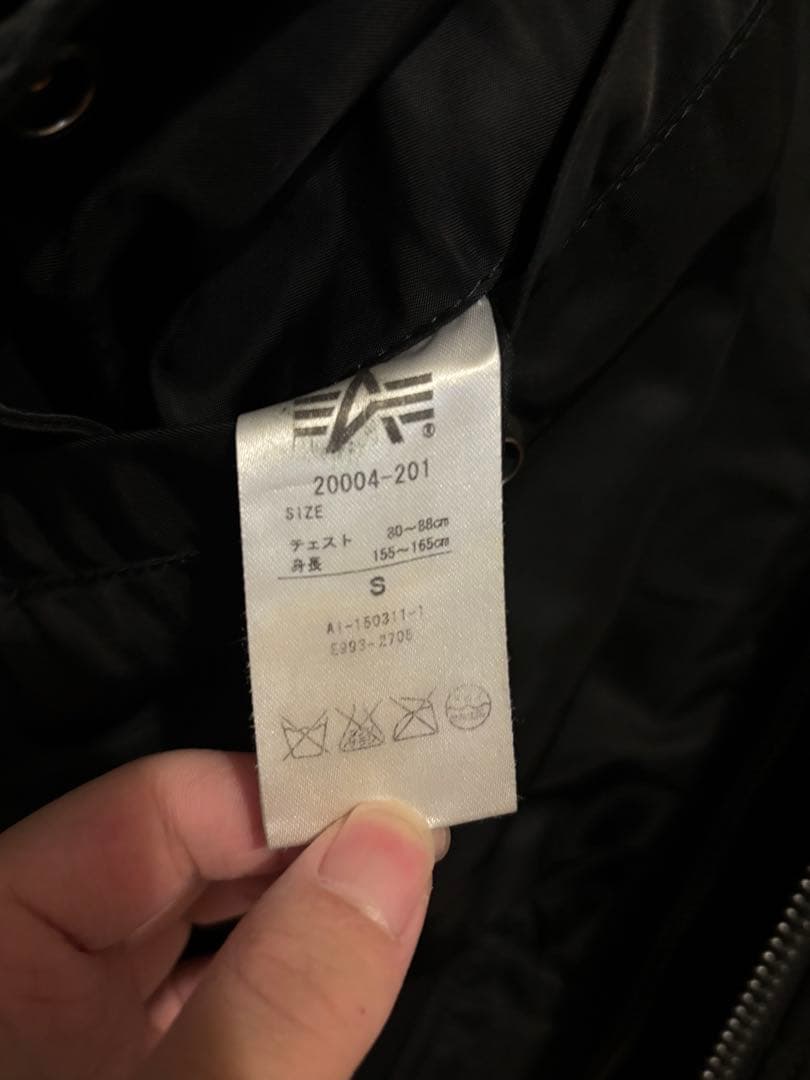 ®
20004-201
SIZE
チェスト 80~88cm
身長 155~165cm
S
AI-150311-1
E993-2705